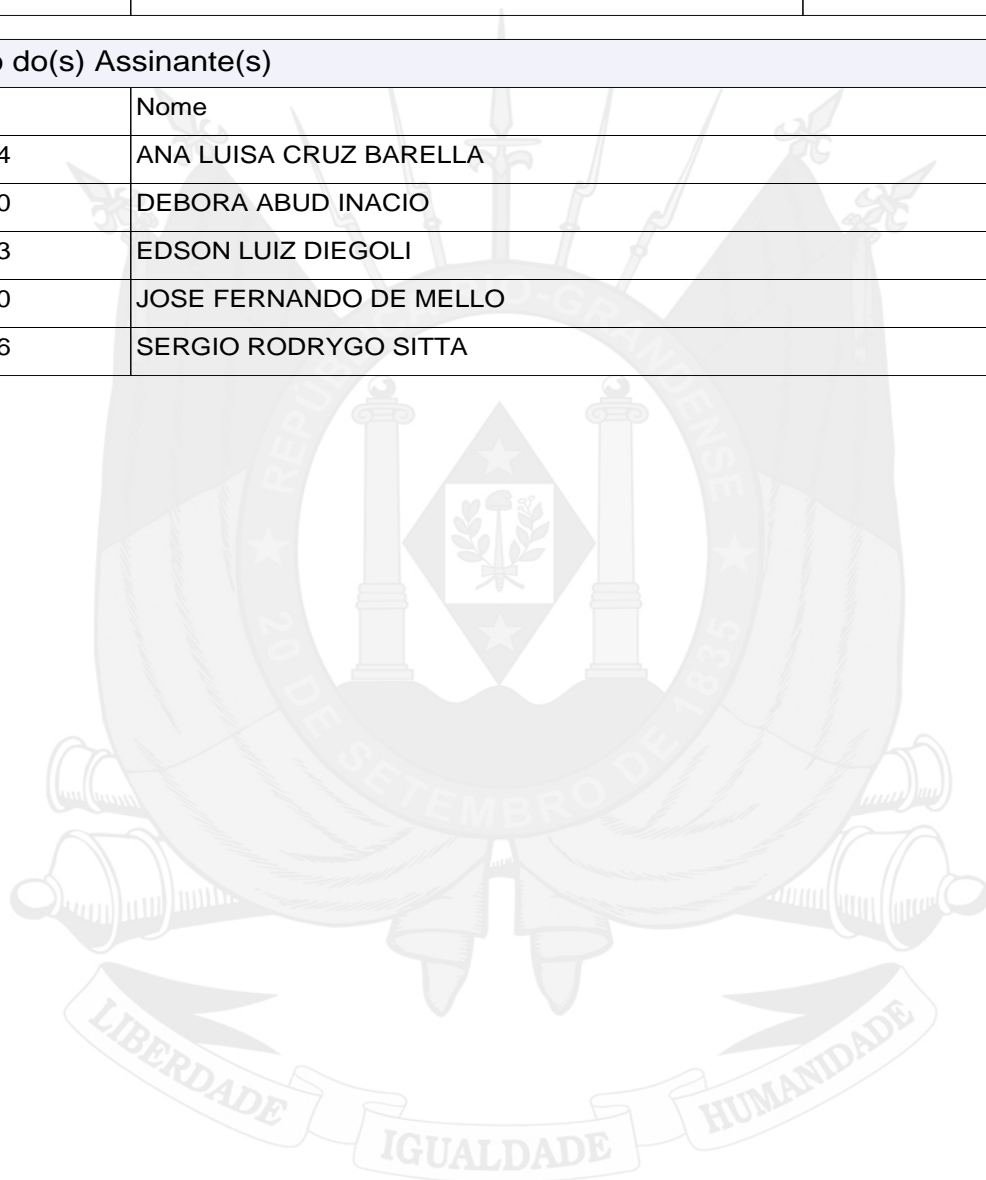 o do(s) Assinante(s)
Nome
4 ANA LUISA CRUZ BARELLA
0 DEBORA ABUD INACIO
3 EDSON LUIZ DIEGOLI
0 JOSE FERNANDO DE MELLO
6 SERGIO RODRYGO SITTA
REPÚBLICA RIO-GRANDENSE
20 DE SETEMBRO DE 1835
LIBERDADE
IGUALDADE
HUMANIDADE